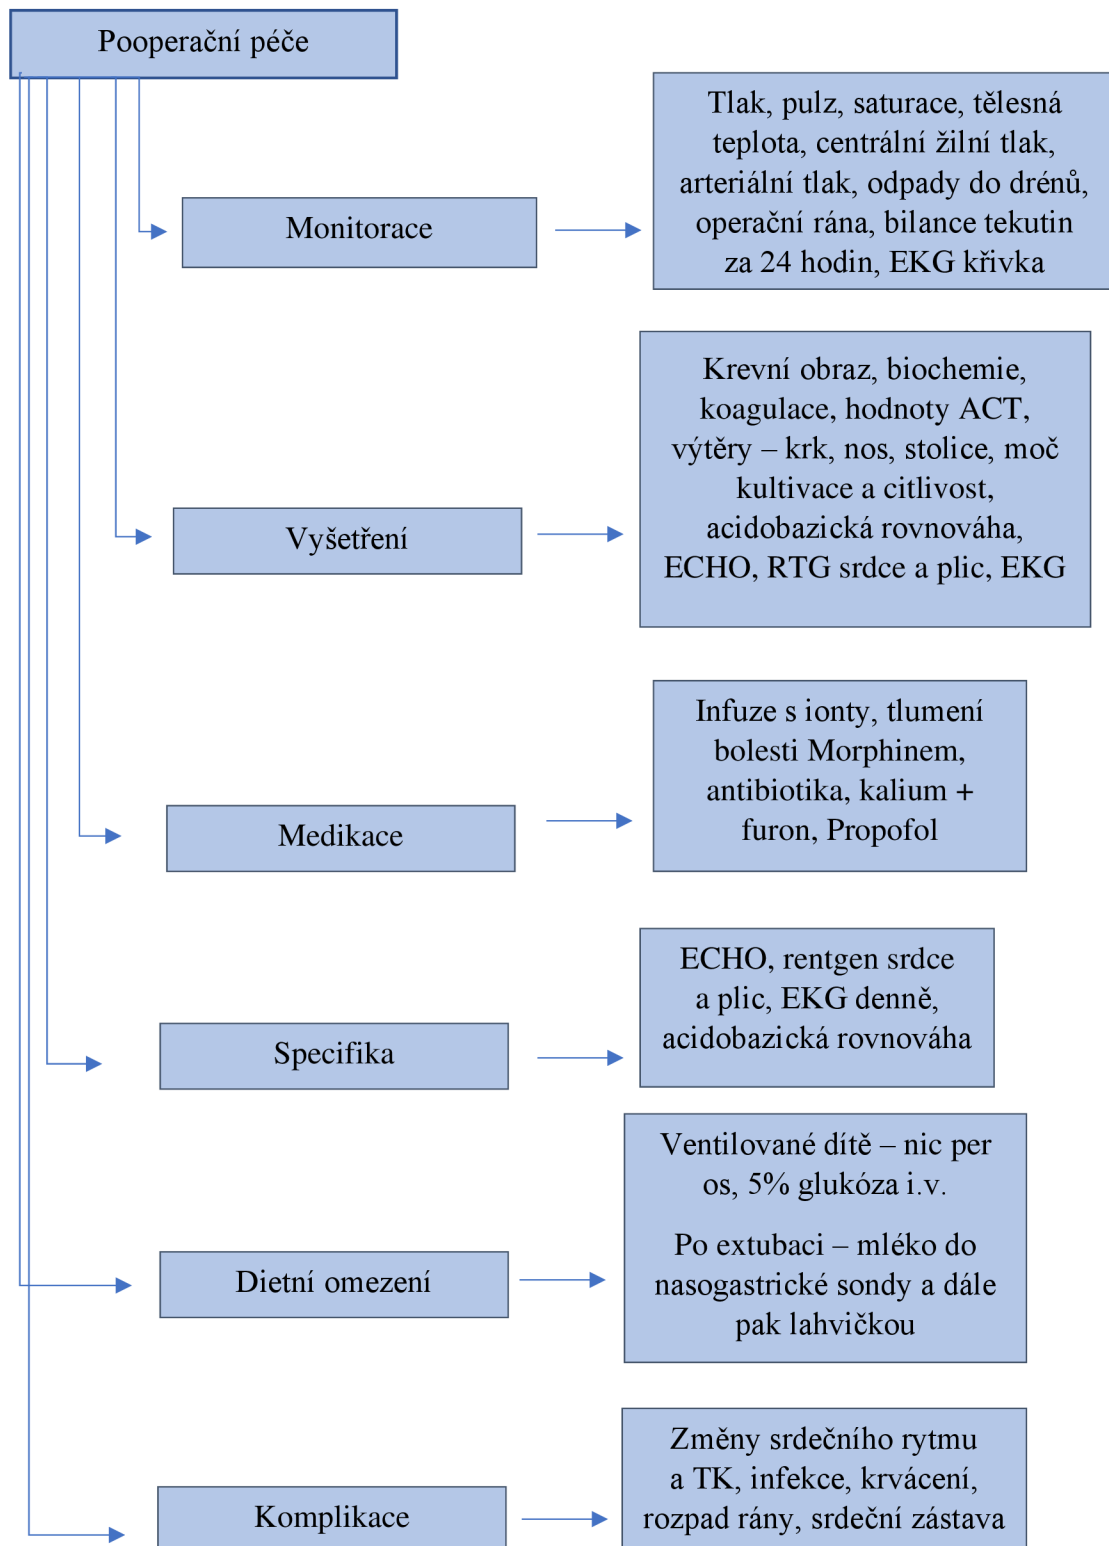 Pooperační péče
Tlak, pulz, saturace, tělesná
teplota, centrální žilní tlak,
arteriální tlak, odpady do drénů,
operační rána, bilance tekutin
za 24 hodin, EKG křivka
Monitorace
Krevní obraz, biochemie,
koagulace, hodnoty ACT,
výtěry – krk, nos, stolice, moč
kultivace a citlivost,
acidobazická rovnováha,
ECHO, RTG srdce a plic, EKG
Vyšetření
Infuze s ionty, tlumení
bolesti Morphinem,
antibiotika, kalium +
furon, Propofol
Medikace
ECHO, rentgen srdce
a plic, EKG denně,
acidobazická rovnováha
Specifika
Ventilované dítě – nic per
os, 5% glukóza i.v.
Po extubaci – mléko do
nasogastrické sondy a dále
pak lahvičkou
Dietní omezení
Změny srdečního rytmu
a TK, infekce, krvácení,
rozpad rány, srdeční zástava
Komplikace